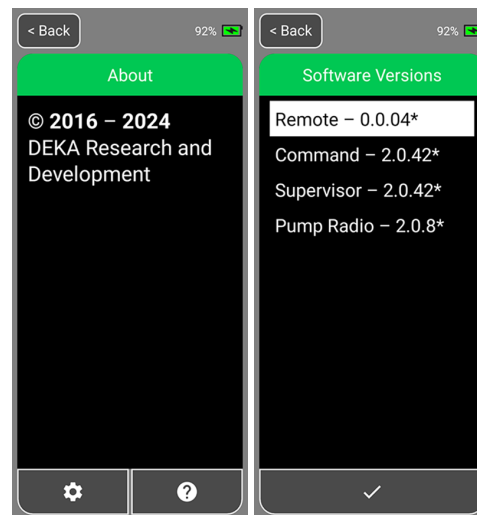 < Back
92%
About
© 2016 – 2024
DEKA Research and
Development
< Back
92%
Software Versions
Remote – 0.0.04*
Command – 2.0.42*
Supervisor – 2.0.42*
Pump Radio – 2.0.8*